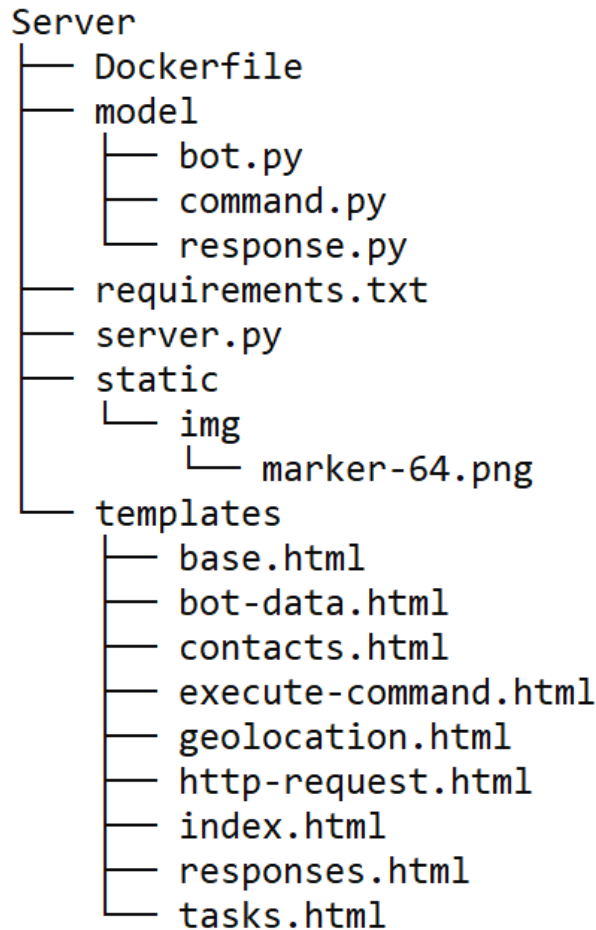 Server
├── Dockerfile
├── model
│   ├── bot.py
│   ├── command.py
│   └── response.py
├── requirements.txt
├── server.py
├── static
│   └── img
│       └── marker-64.png
└── templates
    ├── base.html
    ├── bot-data.html
    ├── contacts.html
    ├── execute-command.html
    ├── geolocation.html
    ├── http-request.html
    ├── index.html
    ├── responses.html
    └── tasks.html